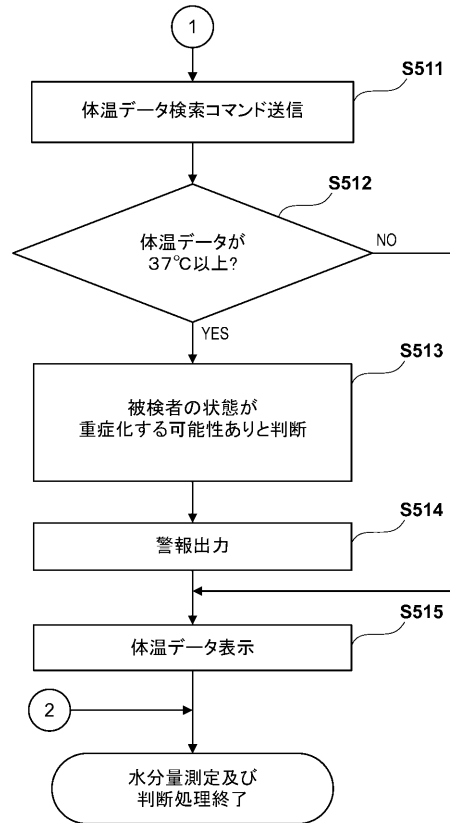 1
S511
体温データ検索コマンド送信
S512
体温データが
37℃以上?
NO
YES
S513
被検者の状態が
重症化する可能性ありと判断
S514
警報出力
S515
体温データ表示
2
水分量測定及び
判断処理終了